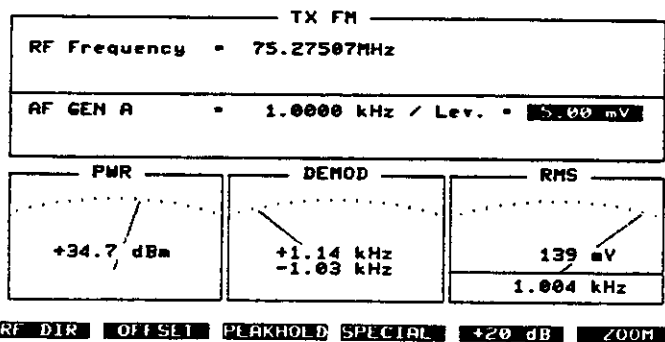 TX FM
RF Frequency = 75.27507MHz
AF GEN A = 1.0000 kHz / Lev. = 5.00 mV
PWR
+34.7 dBm
DEMOD
+1.14 kHz
-1.03 kHz
RMS
139 mV
1.004 kHz
RF DIR OFFSET PEAKHOLD SPECIAL +20 dB ZOOM